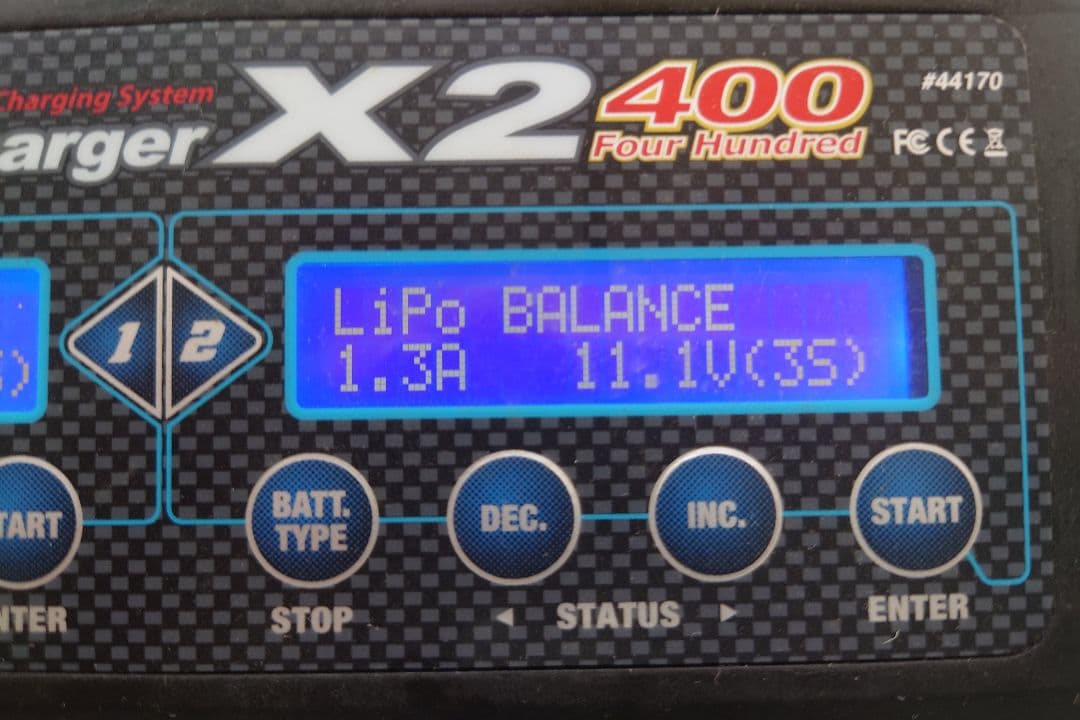 Charging System
arger X2 400
Four Hundred
#44170
FC CE
1 2
LiPo BALANCE
1.3A 11.1V(3S)
TART
NTER
BATT.
TYPE
STOP
DEC.
INC.
◄ STATUS ►
START
ENTER